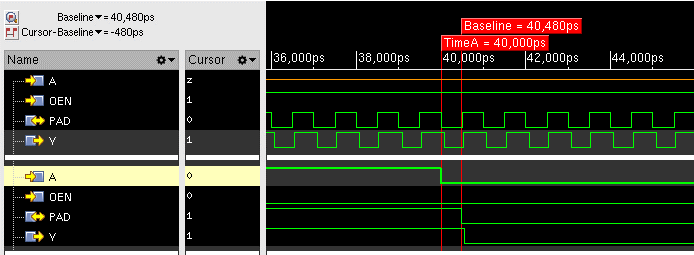 Baseline▼= 40,480ps
Cursor-Baseline▼= -480ps
Baseline = 40,480ps
TimeA = 40,000ps
Name Cursor 36,000ps 38,000ps 40,000ps 42,000ps 44,000ps
A z
OEN 1
PAD 0
Y 1
A 0
OEN 0
PAD 1
Y 1